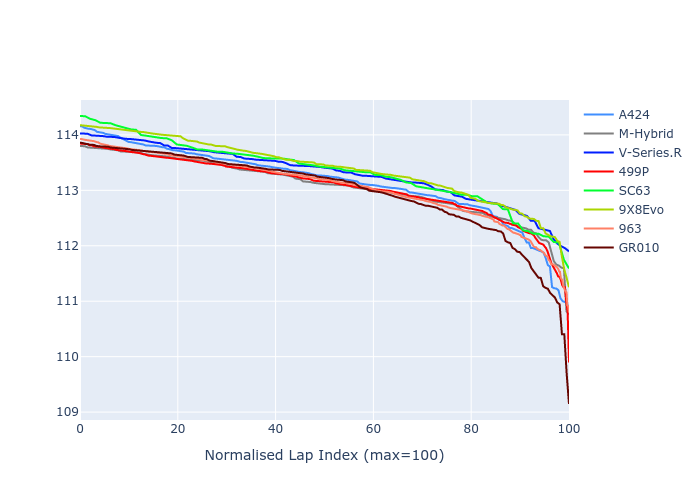 A424
M-Hybrid
V-Series.R
499P
SC63
9X8Evo
963
GR010
114
113
112
111
110
109
0 20 40 60 80 100
Normalised Lap Index (max=100)